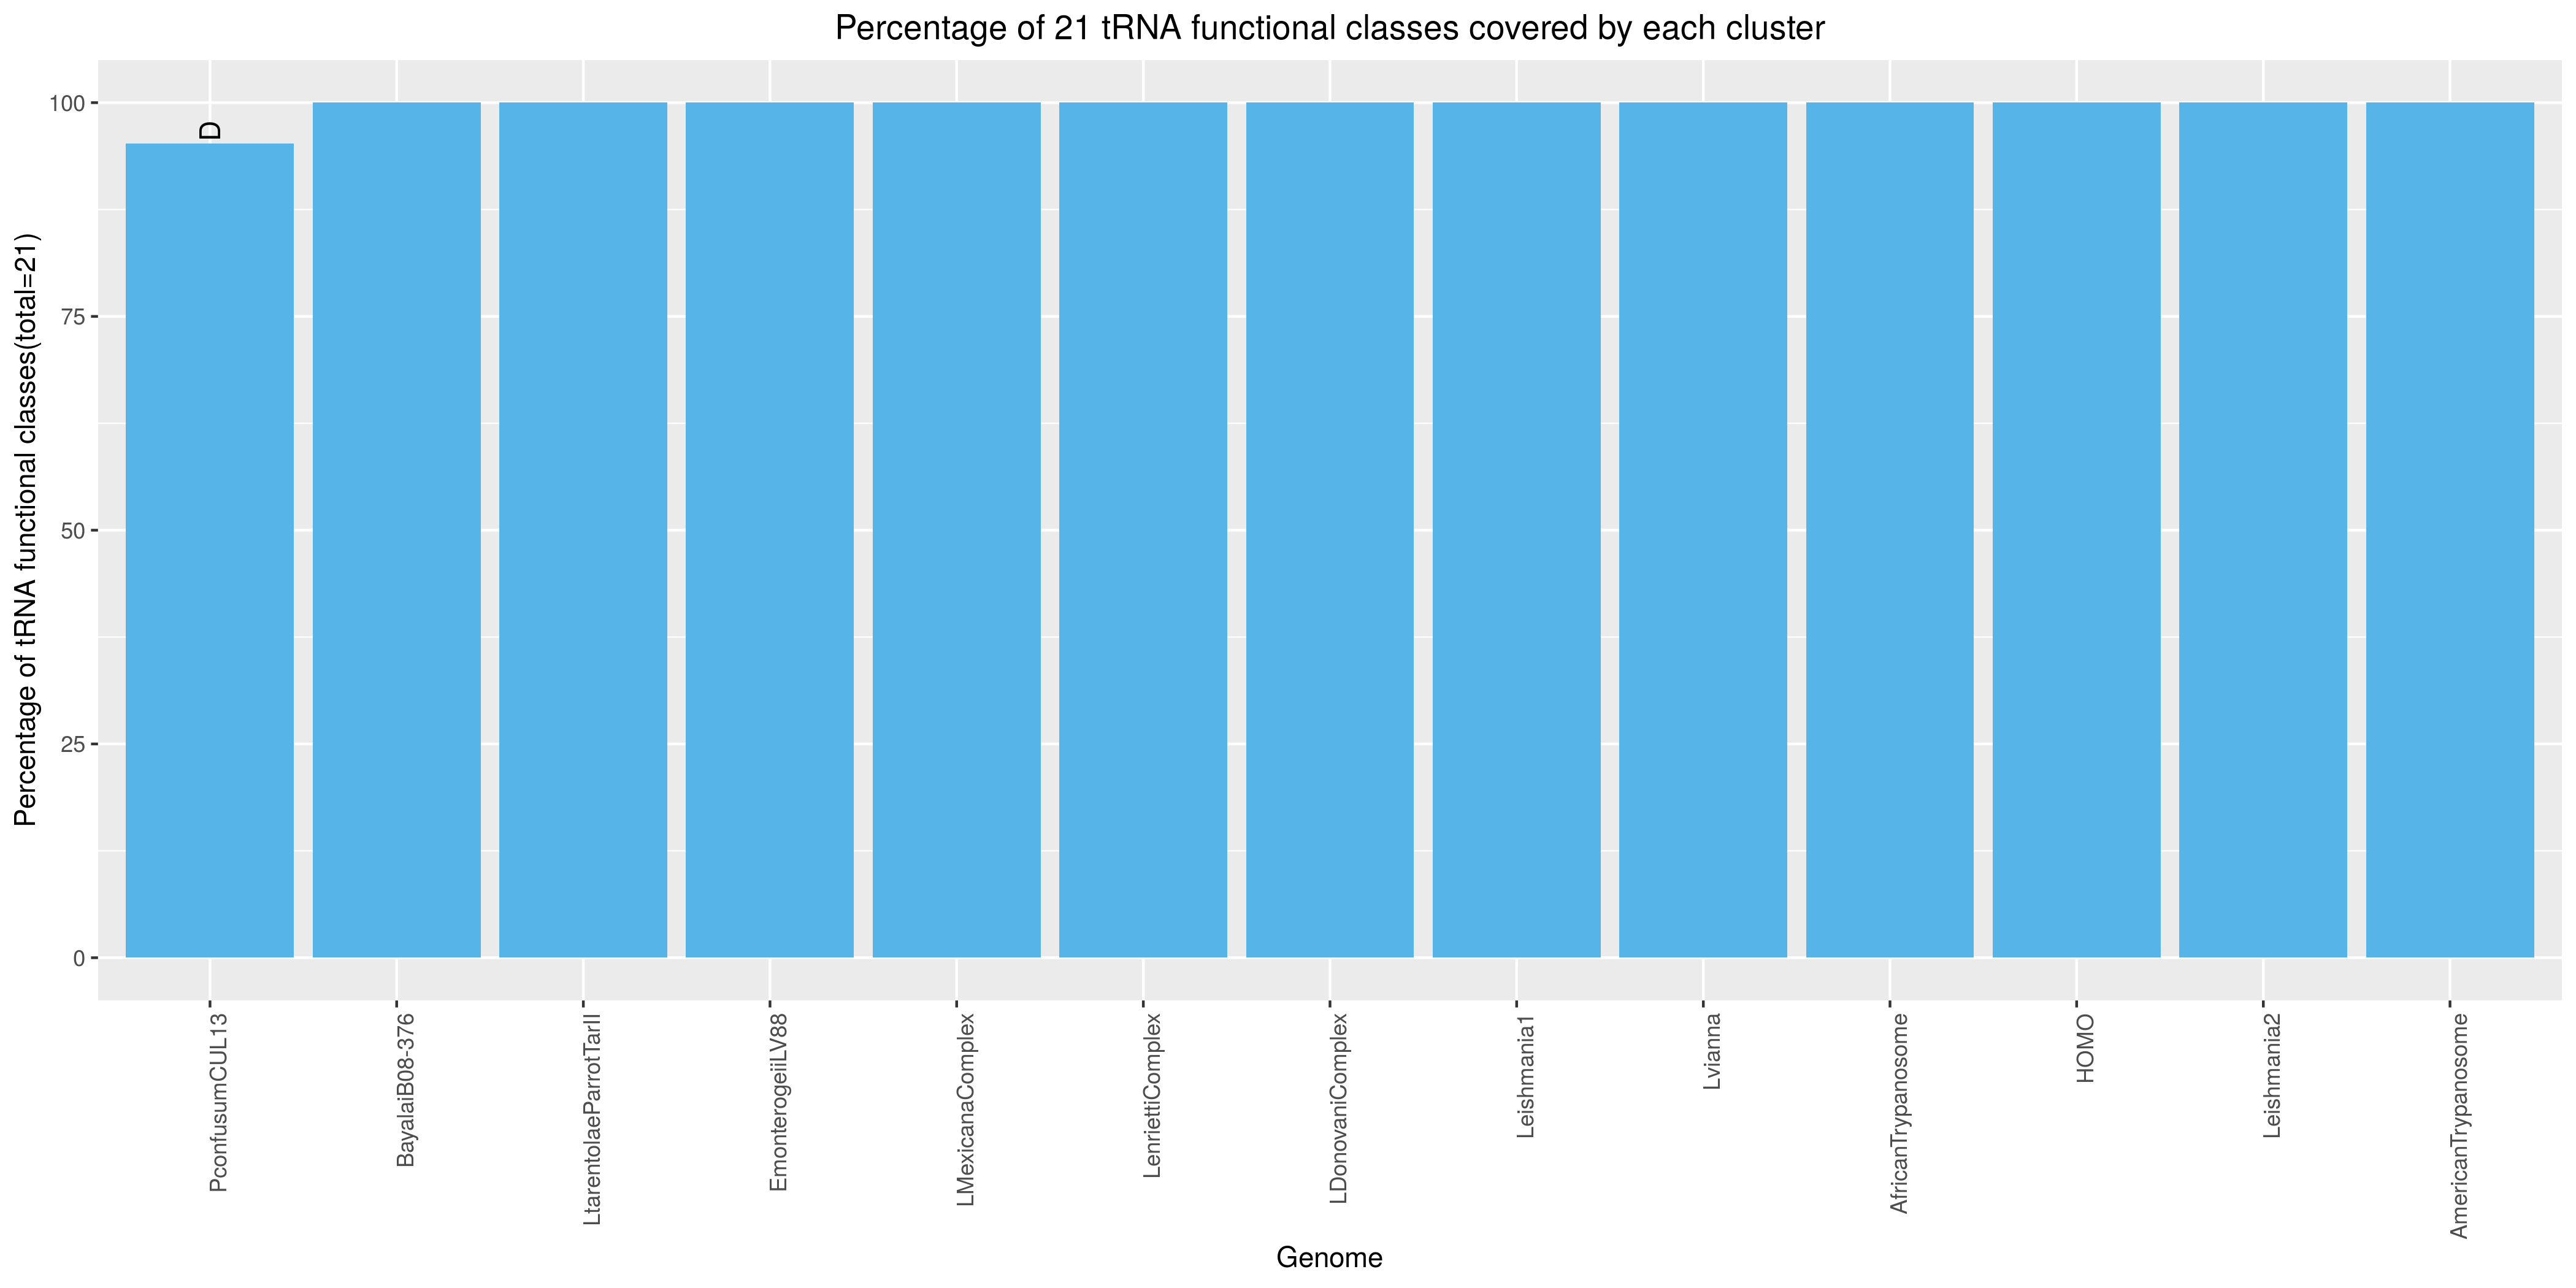 Percentage of 21 tRNA functional classes covered by each cluster
Percentage of tRNA functional classes(total=21)
100
75
50
25
0
D
PconfusumCUL13
BayalaiB08-376
LtarentolaeParrotTarII
EmonterogeiiLV88
LMexicanaComplex
LenriettiComplex
LDonovaniComplex
Leishmania1
Lvianna
AfricanTrypanosome
HOMO
Leishmania2
AmericanTrypanosome
Genome